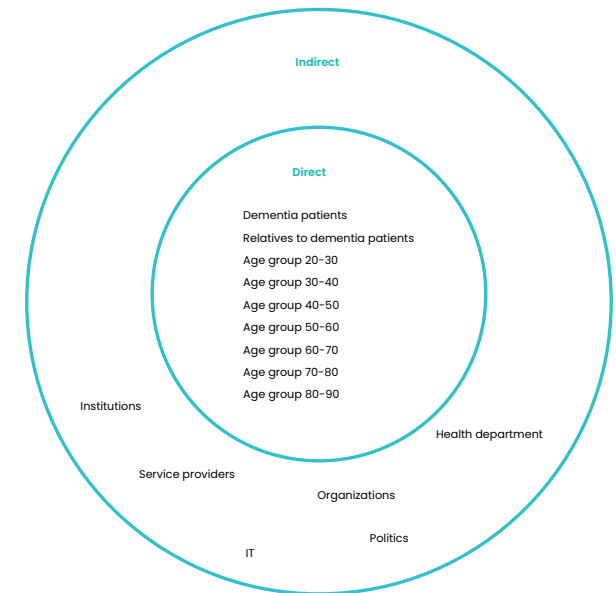 Indirect
Direct
Dementia patients
Relatives to dementia patients
Age group 20-30
Age group 30-40
Age group 40-50
Age group 50-60
Age group 60-70
Age group 70-80
Age group 80-90
Institutions
Health department
Service providers
Organizations
Politics
IT